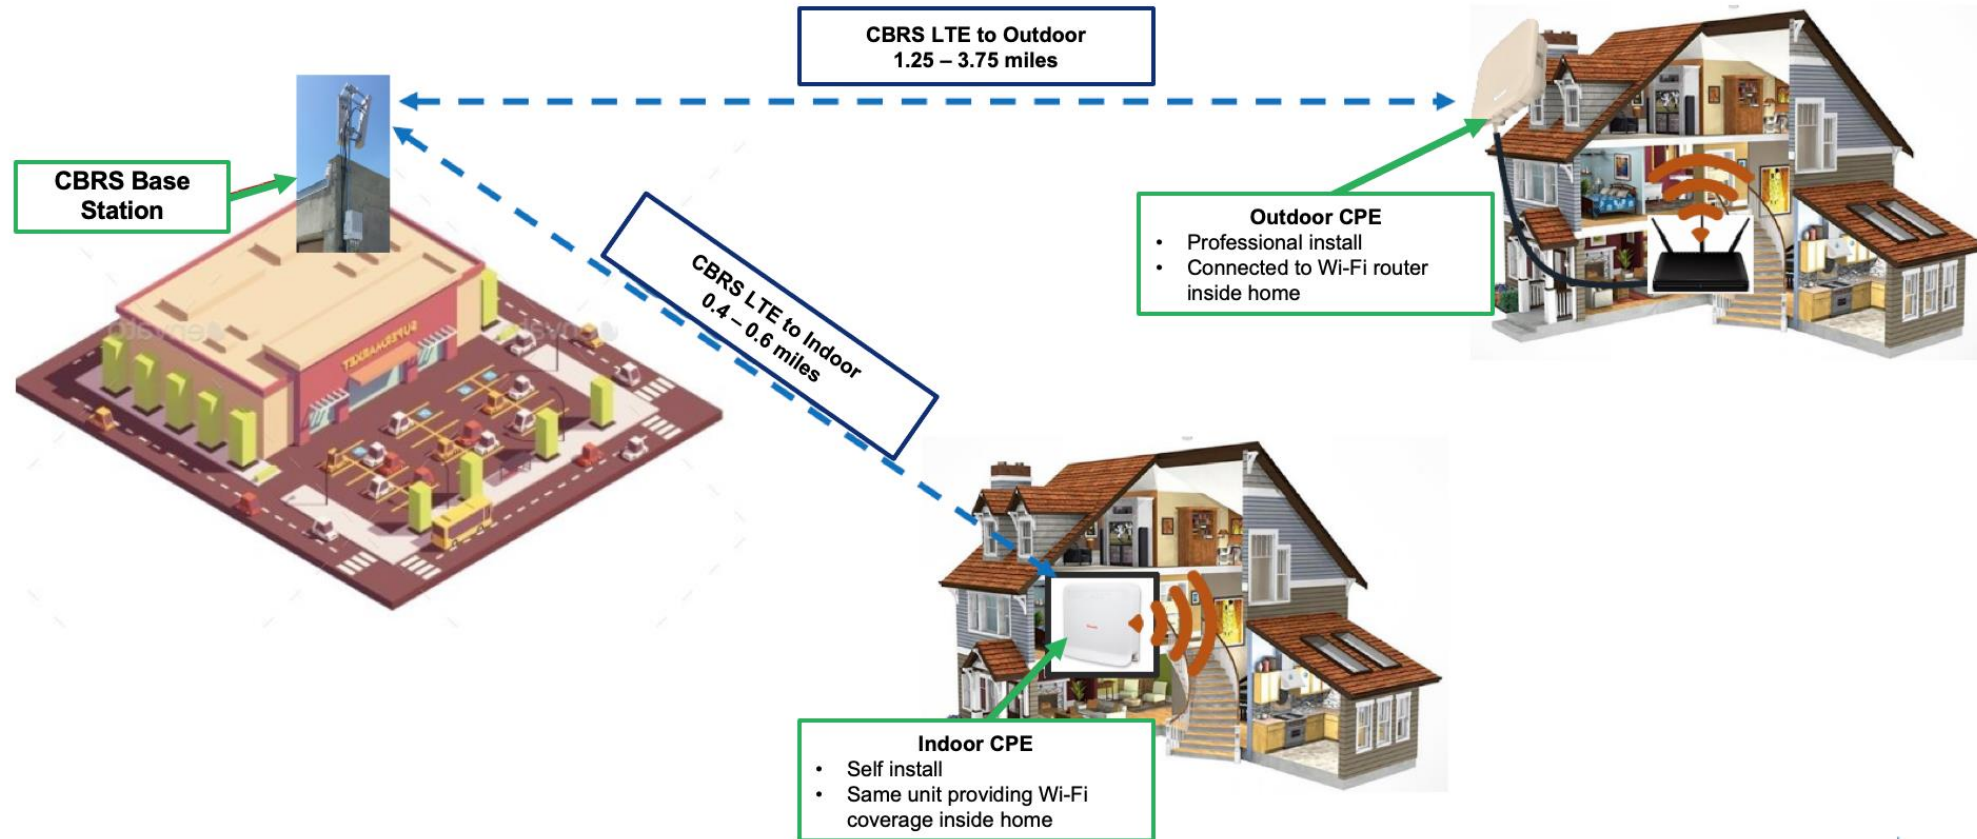 CBRS LTE to Outdoor
1.25 – 3.75 miles
CBRS Base
Station
CBRS LTE to Indoor
0.4 – 0.6 miles
Outdoor CPE
• Professional install
• Connected to Wi-Fi router
inside home
SUPERMARKET
Indoor CPE
• Self install
• Same unit providing Wi-Fi
coverage inside home